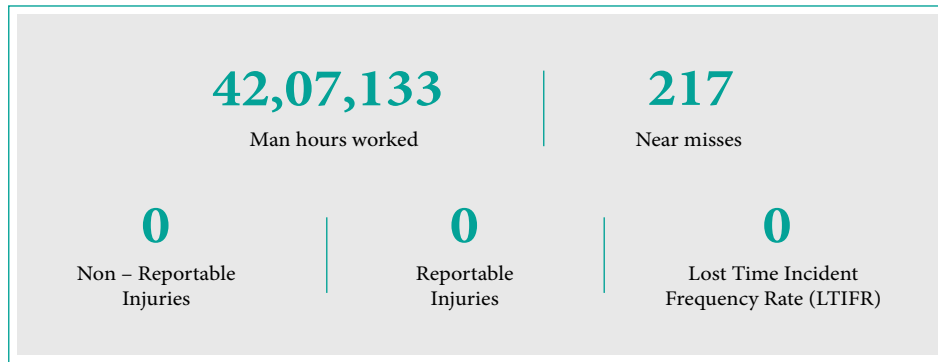 42,07,133
Man hours worked
217
Near misses
0
Non – Reportable
Injuries
0
Reportable
Injuries
0
Lost Time Incident
Frequency Rate (LTIFR)